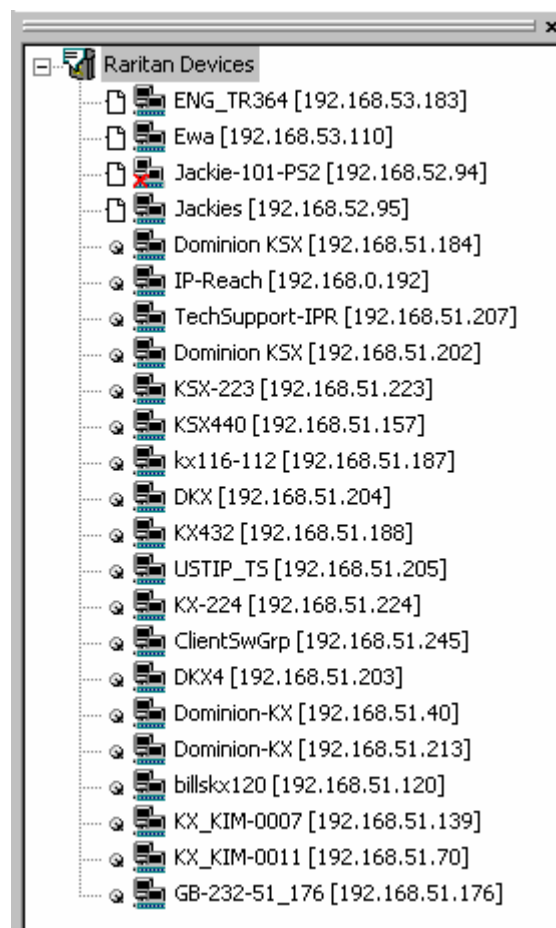 Raritan Devices
ENG_TR364 [192.168.53.183]
Ewa [192.168.53.110]
Jackie-101-PS2 [192.168.52.94]
Jackies [192.168.52.95]
Dominion KSX [192.168.51.184]
IP-Reach [192.168.0.192]
TechSupport-IPR [192.168.51.207]
Dominion KSX [192.168.51.202]
KSX-223 [192.168.51.223]
KSX440 [192.168.51.157]
kx116-112 [192.168.51.187]
DKX [192.168.51.204]
KX432 [192.168.51.188]
USTIP_TS [192.168.51.205]
KX-224 [192.168.51.224]
ClientSwGrp [192.168.51.245]
DKX4 [192.168.51.203]
Dominion-KX [192.168.51.40]
Dominion-KX [192.168.51.213]
billskx120 [192.168.51.120]
KX_KIM-0007 [192.168.51.139]
KX_KIM-0011 [192.168.51.70]
GB-232-51_176 [192.168.51.176]